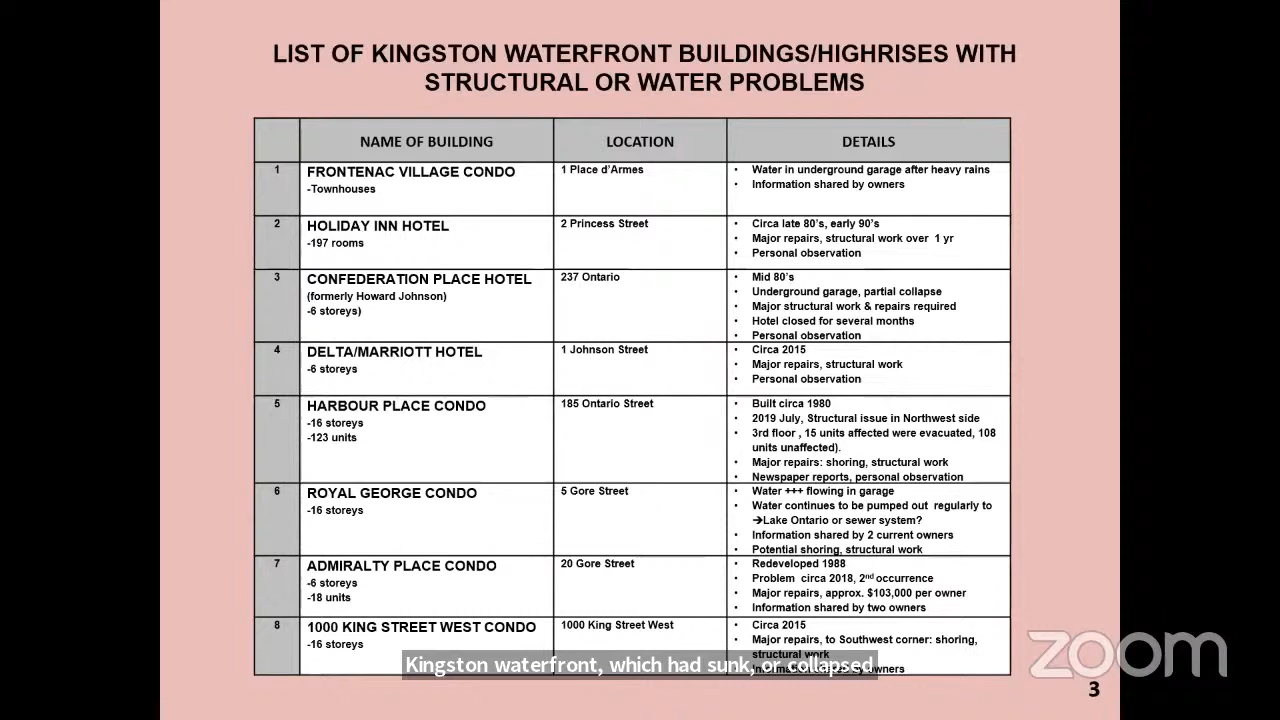 LIST OF KINGSTON WATERFRONT BUILDINGS/HIGHRISES WITH
STRUCTURAL OR WATER PROBLEMS
NAME OF BUILDING
LOCATION
DETAILS
1
FRONTENAC VILLAGE CONDO
-Townhouses
1 Place d'Armes
• Water in underground garage after heavy rains
• Information shared by owners
2
HOLIDAY INN HOTEL
-197 rooms
2 Princess Street
• Circa late 80's, early 90's
• Major repairs, structural work over 1 yr
• Personal observation
3
CONFEDERATION PLACE HOTEL
(formerly Howard Johnson)
-6 storeys)
237 Ontario
• Mid 80's
• Underground garage, partial collapse
• Major structural work & repairs required
• Hotel closed for several months
• Personal observation
4
DELTA/MARRIOTT HOTEL
-6 storeys
1 Johnson Street
• Circa 2015
• Major repairs, structural work
• Personal observation
5
HARBOUR PLACE CONDO
-16 storeys
-123 units
185 Ontario Street
• Built circa 1980
• 2019 July, Structural issue in Northwest side
• 3rd floor , 15 units affected were evacuated, 108
units unaffected).
• Major repairs: shoring, structural work
• Newspaper reports, personal observation
6
ROYAL GEORGE CONDO
-16 storeys
5 Gore Street
• Water +++ flowing in garage
• Water continues to be pumped out regularly to
➔Lake Ontario or sewer system?
• Information shared by 2 current owners
• Potential shoring, structural work
7
ADMIRALTY PLACE CONDO
-6 storeys
-18 units
20 Gore Street
• Redeveloped 1988
• Problem circa 2018, 2nd occurrence
• Major repairs, approx. $103,000 per owner
• Information shared by two owners
8
1000 KING STREET WEST CONDO
-16 storeys
1000 King Street West
• Circa 2015
• Major repairs, to Southwest corner: shoring,
structural work
• Information shared by owners
Kingston waterfront, which had sunk, or collapsed
zoom
3